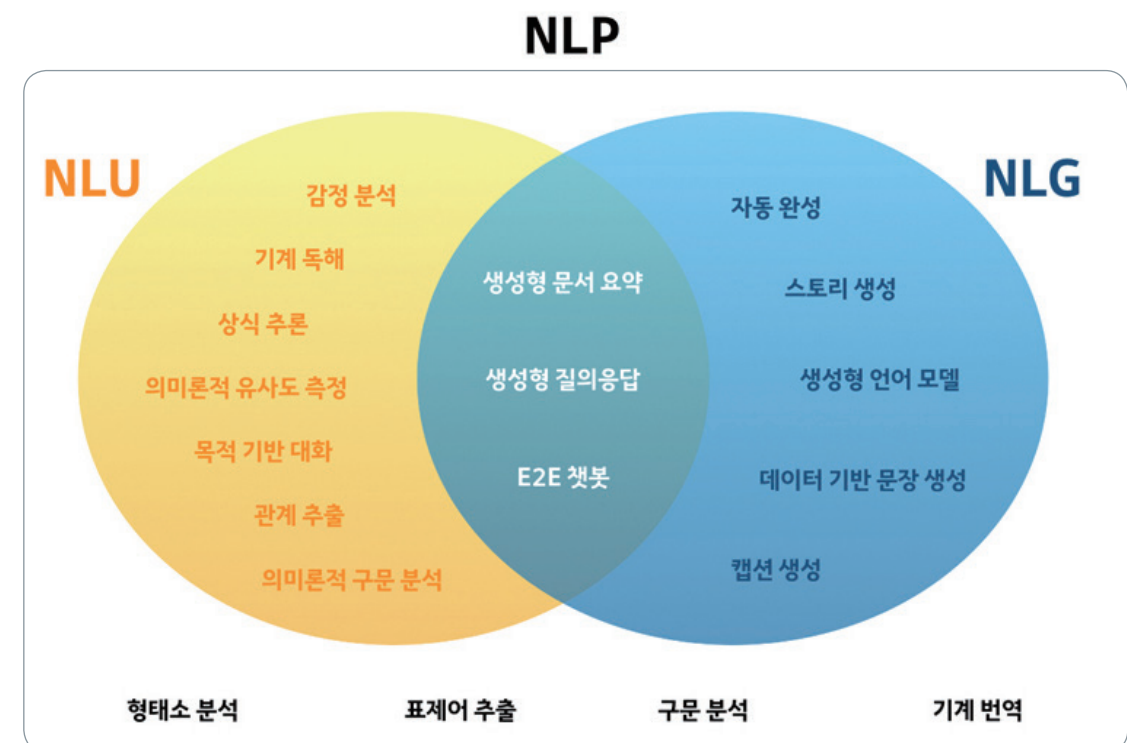 NLP
NLU
NLG
감정 분석
기계 독해
상식 추론
의미론적 유사도 측정
목적 기반 대화
관계 추출
의미론적 구문 분석
생성형 문서 요약
생성형 질의응답
E2E 챗봇
자동 완성
스토리 생성
생성형 언어 모델
데이터 기반 문장 생성
캡션 생성
형태소 분석
표제어 추출
구문 분석
기계 번역